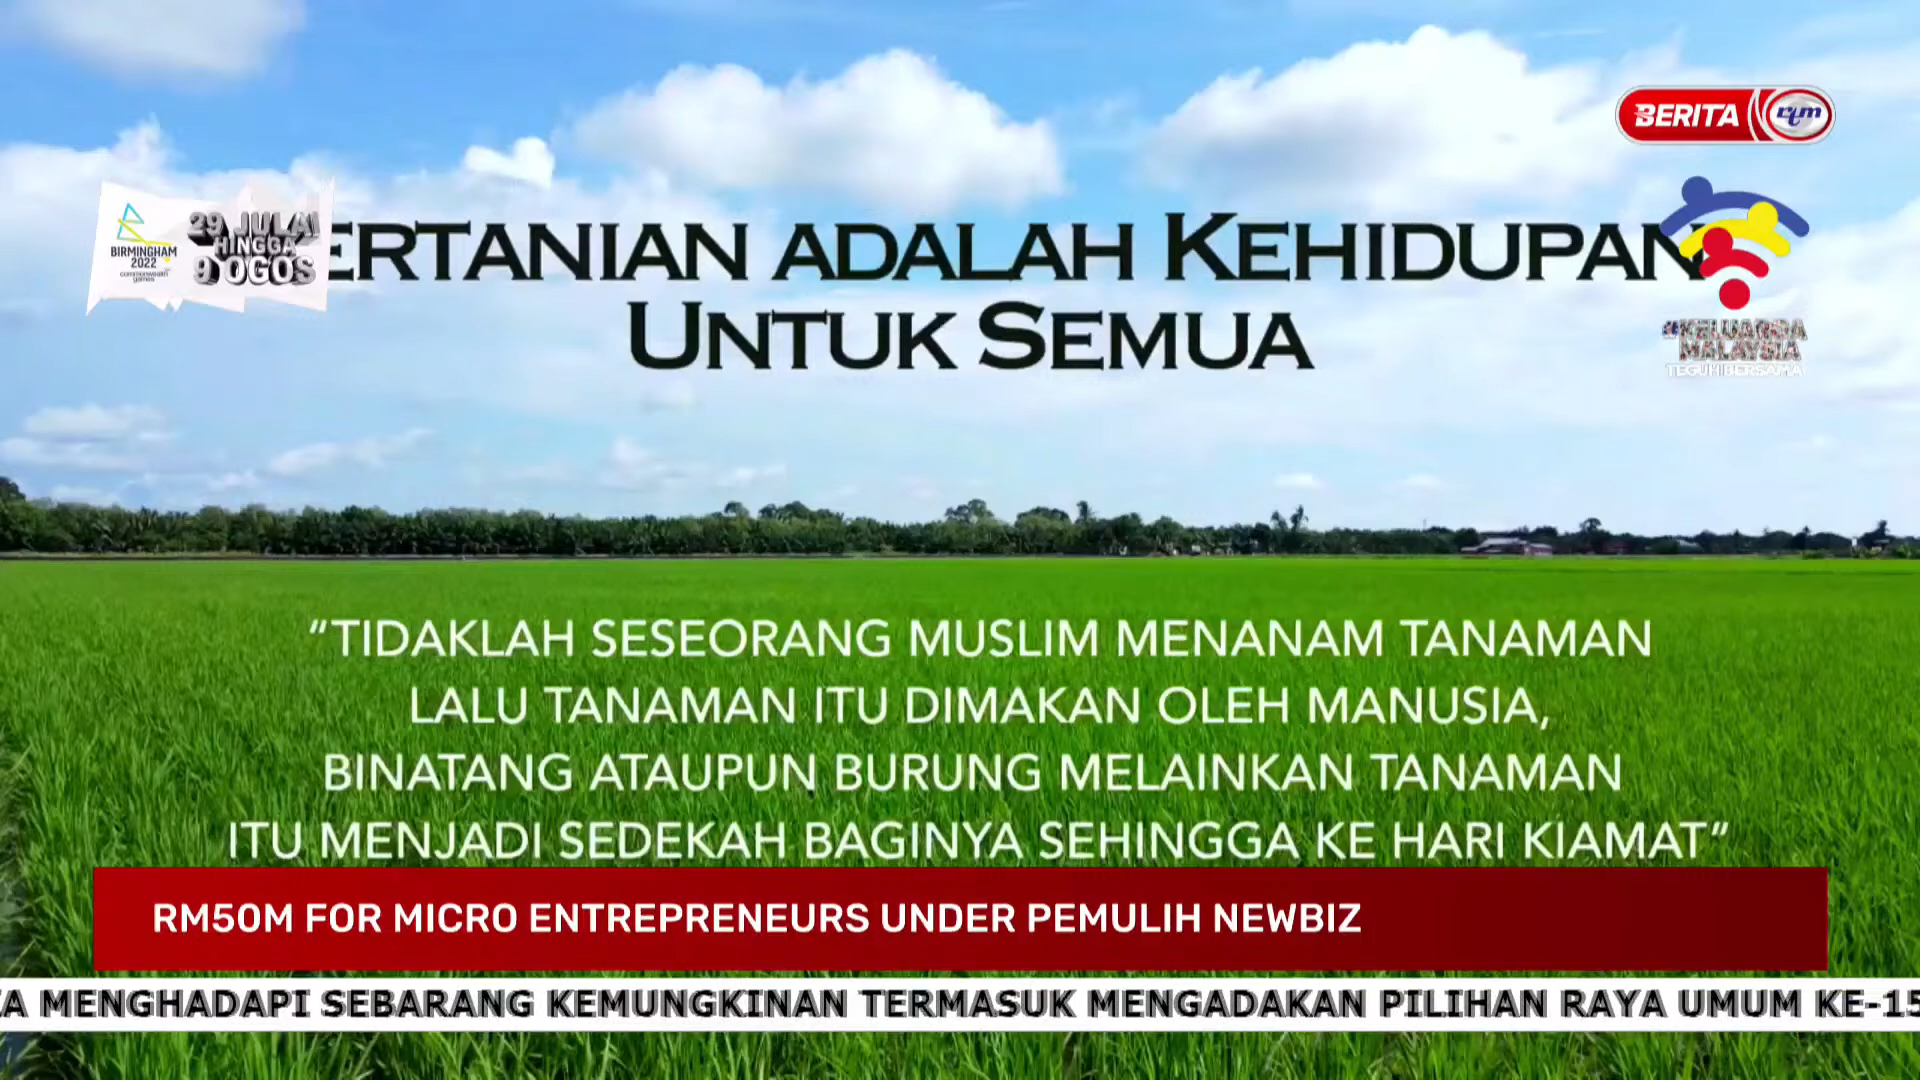 BERITA rtm
BIRMINGHAM
2022
commonwealth
games
29 JULAI
HINGGA
9 OGOS
ERTANIAN ADALAH KEHIDUPAN
UNTUK SEMUA
#KELUARGA
MALAYSIA
TEGUH BERSAMA
“TIDAKLAH SESEORANG MUSLIM MENANAM TANAMAN
LALU TANAMAN ITU DIMAKAN OLEH MANUSIA,
BINATANG ATAUPUN BURUNG MELAINKAN TANAMAN
ITU MENJADI SEDEKAH BAGINYA SEHINGGA KE HARI KIAMAT”
RM50M FOR MICRO ENTREPRENEURS UNDER PEMULIH NEWBIZ
A MENGHADAPI SEBARANG KEMUNGKINAN TERMASUK MENGADAKAN PILIHAN RAYA UMUM KE-15